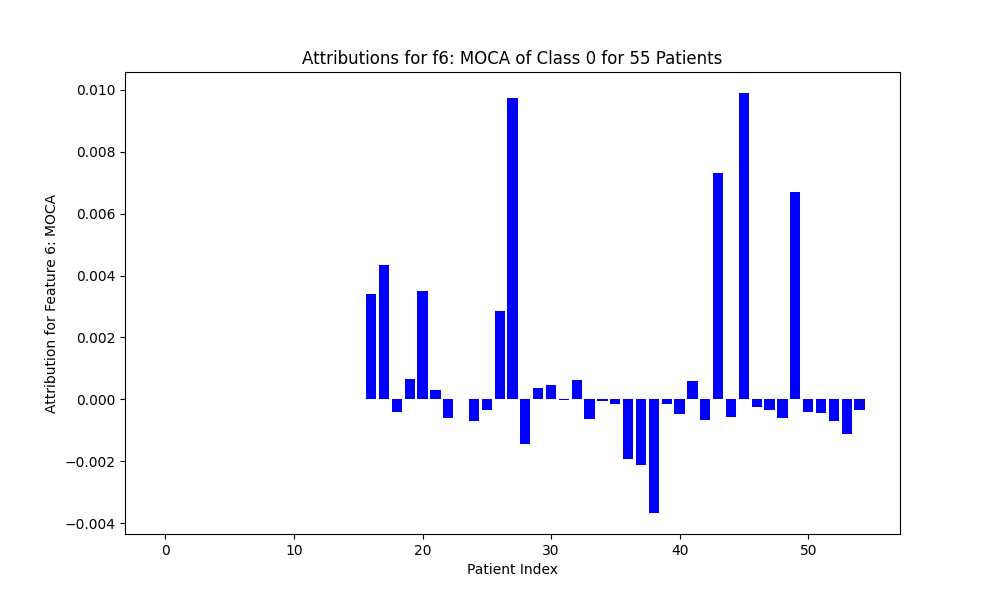 Attributions for f6: MOCA of Class 0 for 55 Patients
Attribution for Feature 6: MOCA
0.010
0.008
0.006
0.004
0.002
0.000
−0.002
−0.004
0 10 20 30 40 50
Patient Index